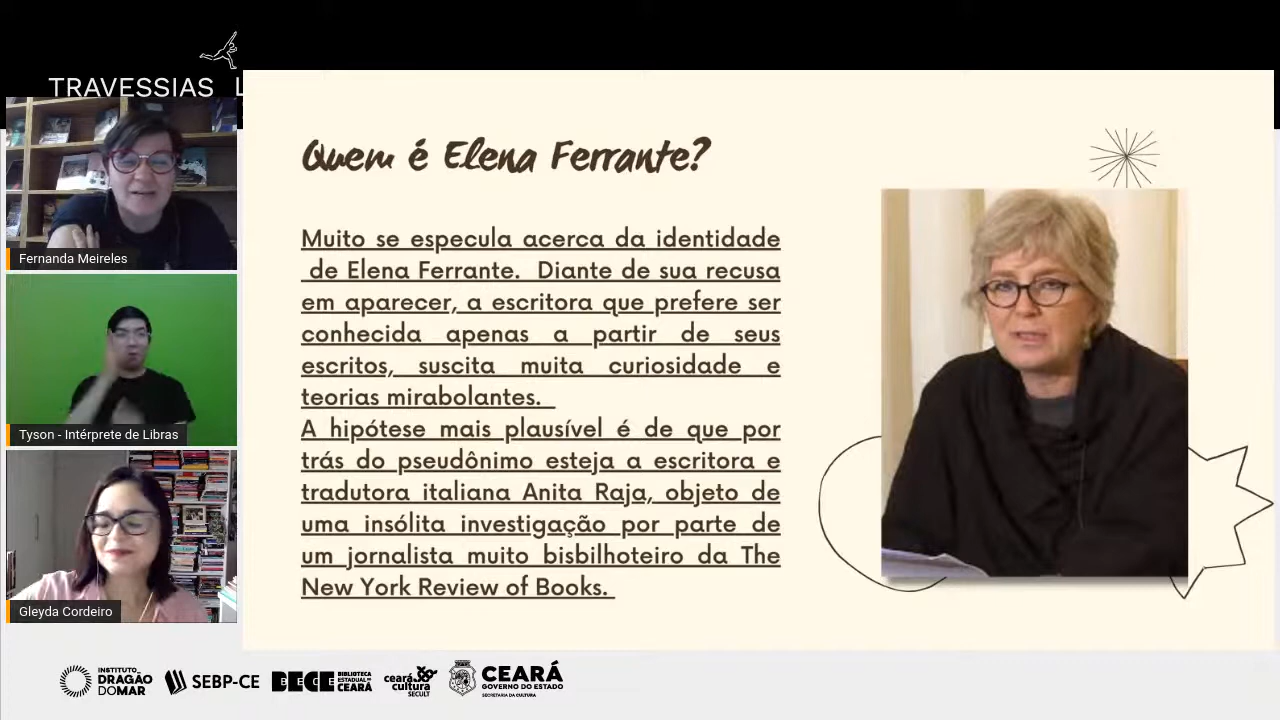 TRAVESSIAS L
Fernanda Meireles
Tyson - Intérprete de Libras
Gleyda Cordeiro
Quem é Elena Ferrante?
Muito se especula acerca da identidade
de Elena Ferrante. Diante de sua recusa
em aparecer, a escritora que prefere ser
conhecida apenas a partir de seus
escritos, suscita muita curiosidade e
teorias mirabolantes.
A hipótese mais plausível é de que por
trás do pseudônimo esteja a escritora e
tradutora italiana Anita Raja, objeto de
uma insólita investigação por parte de
um jornalista muito bisbilhoteiro da The
New York Review of Books.
INSTITUTO
DRAGÃO
DOMAR
SEBP-CE
BECE
BIBLIOTECA
ESTADUAL DO
CEARÁ
ceará
cultura
SECULT
CEARÁ
GOVERNO DO ESTADO
SECRETARIA DA CULTURA